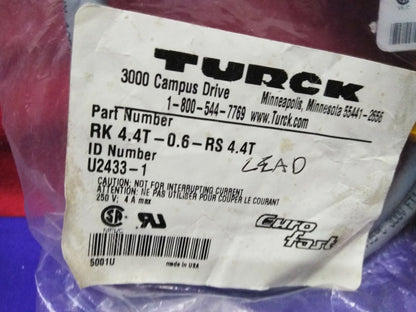 TURCK
3000 Campus Drive
Minneapolis, Minnesota 55441-2656
1-800-544-7769 www.Turck.com
Part Number
RK 4.4T-0.6-RS 4.4T
ID Number
U2433-1
LEAD
CAUTION: NOT FOR INTERRUPTING CURRENT
ATTENTION: NE PAS UTILISER POUR COUPER LE COURANT
250 V; 4 A max
Euro
fast
5001U
made in USA